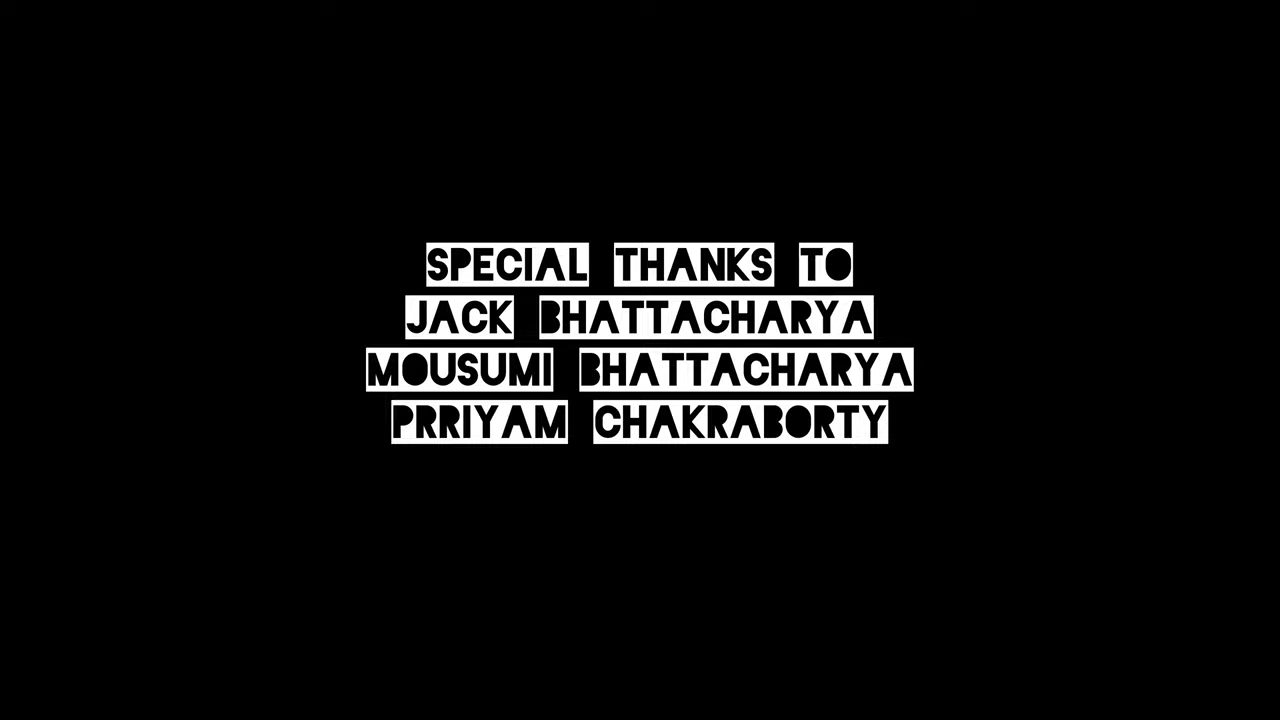 SPECIAL THANKS TO
JACK BHATTACHARYA
MOUSUMI BHATTACHARYA
PRRIYAM CHAKRABORTY